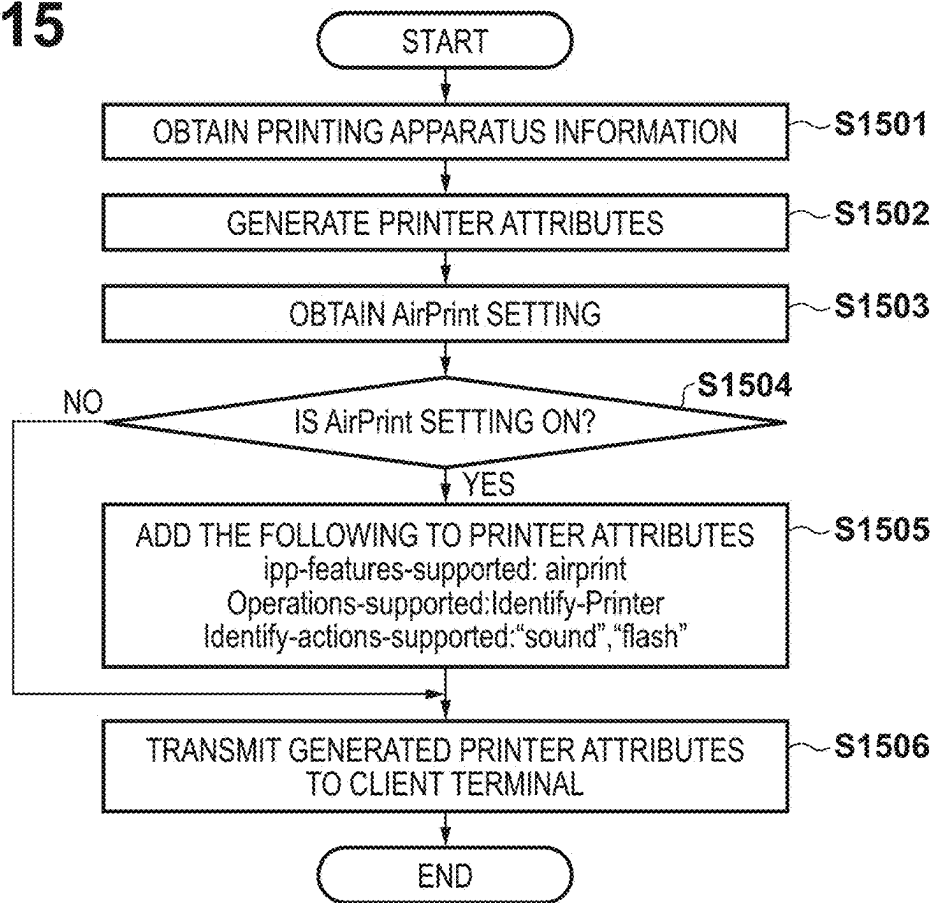 15
START
OBTAIN PRINTING APPARATUS INFORMATION
S1501
GENERATE PRINTER ATTRIBUTES
S1502
OBTAIN AirPrint SETTING
S1503
S1504
NO
IS AirPrint SETTING ON?
YES
ADD THE FOLLOWING TO PRINTER ATTRIBUTES
ipp-features-supported: airprint
Operations-supported:Identify-Printer
Identify-actions-supported:“sound”,“flash”
S1505
TRANSMIT GENERATED PRINTER ATTRIBUTES
TO CLIENT TERMINAL
S1506
END